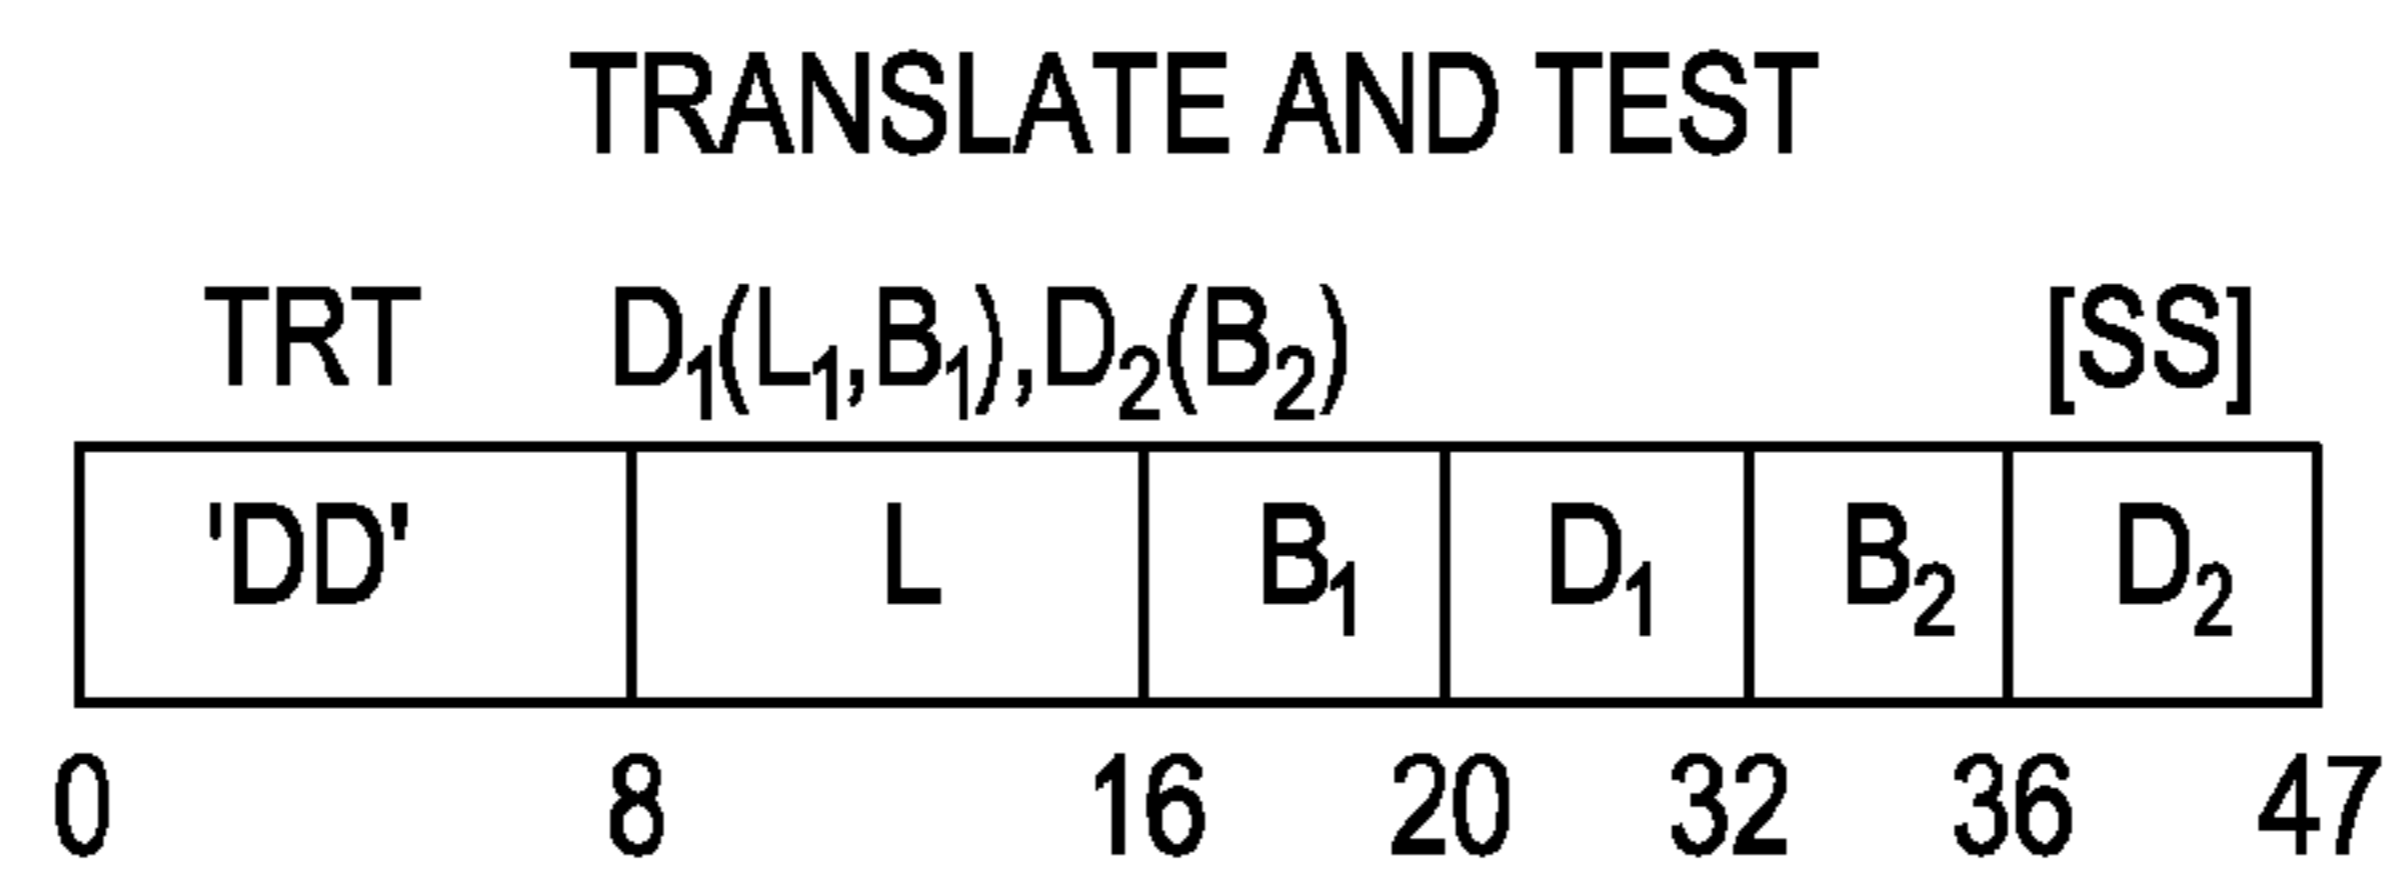 TRANSLATE AND TEST
TRT D₁(L₁,B₁),D₂(B₂) [SS]
'DD' L B₁ D₁ B₂ D₂
0 8 16 20 32 36 47